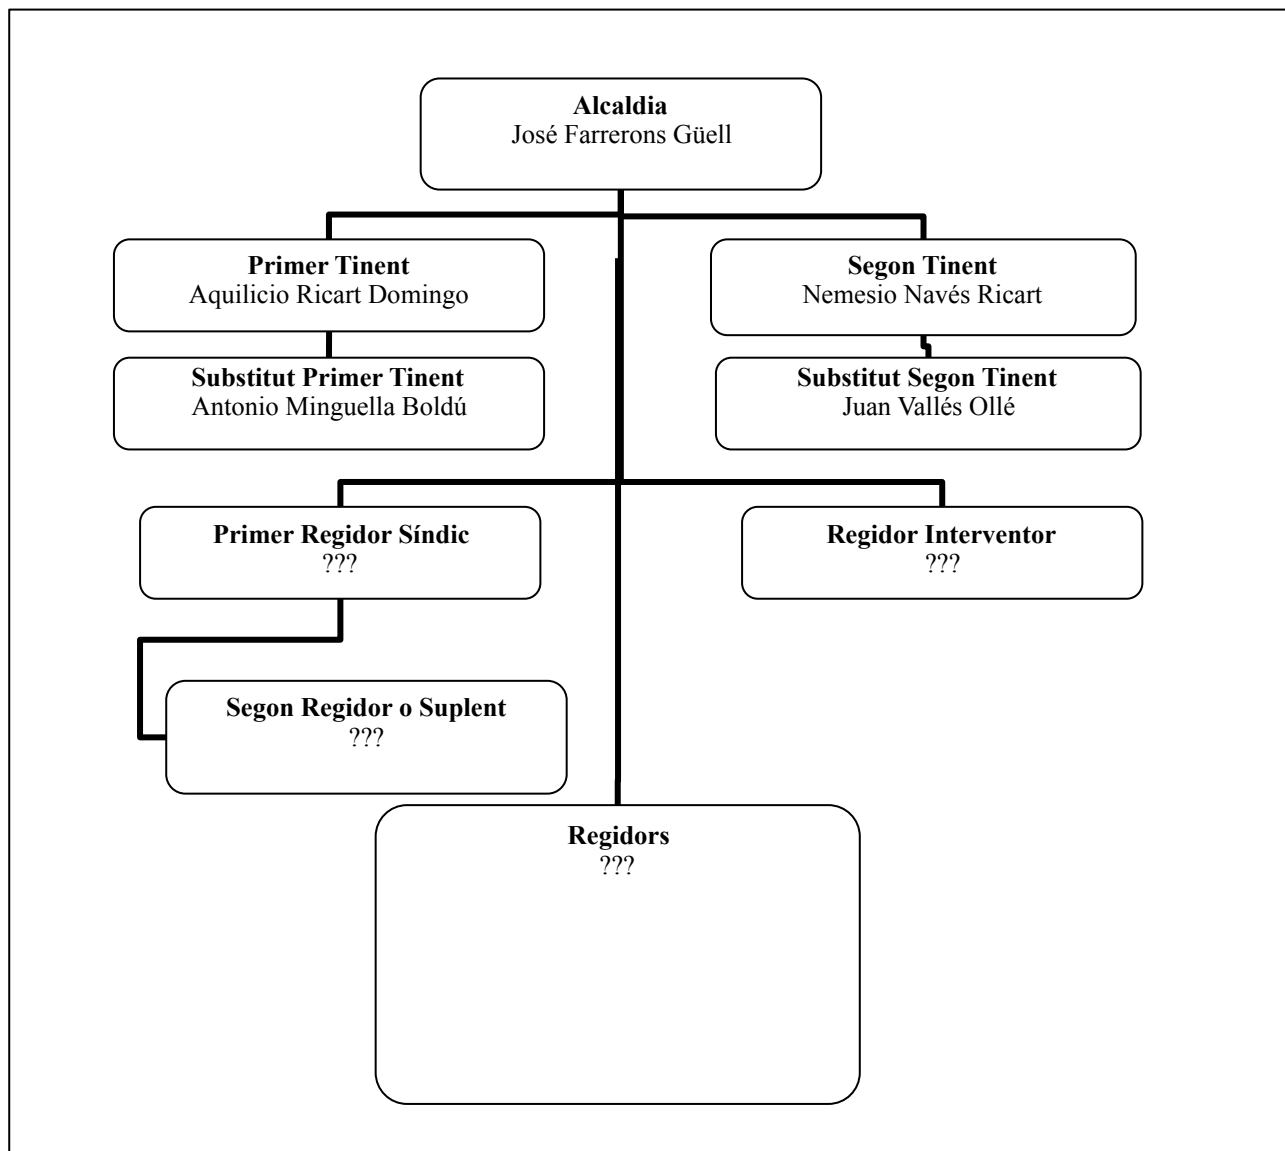 Alcaldia
José Farrerons Güell
Primer Tinent
Aquilicio Ricart Domingo
Segon Tinent
Nemesio Navés Ricart
Substitut Primer Tinent
Antonio Minguella Boldú
Substitut Segon Tinent
Juan Vallés Ollé
Primer Regidor Síndic
???
Regidor Interventor
???
Segon Regidor o Suplent
???
Regidors
???